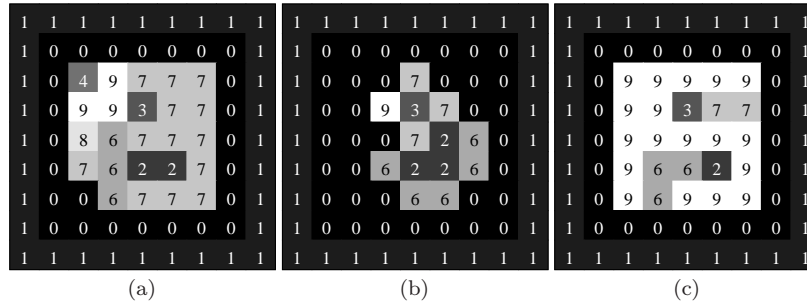 1 1 1 1 1 1 1 1 1 1 1 1 1 1 1 1 1 1 1 1 1 1 1 1 1 1 1
1 0 0 0 0 0 0 0 1 1 0 0 0 0 0 0 0 1 1 0 0 0 0 0 0 0 1
1 0 4 9 7 7 7 0 1 1 0 0 0 7 0 0 0 1 1 0 9 9 9 9 9 0 1
1 0 9 9 3 7 7 0 1 1 0 0 9 3 7 0 0 1 1 0 9 9 3 7 7 0 1
1 0 8 6 7 7 7 0 1 1 0 0 0 7 2 6 0 1 1 0 9 9 9 9 9 0 1
1 0 7 6 2 2 7 0 1 1 0 0 6 2 2 6 0 1 1 0 9 6 6 2 9 0 1
1 0 0 6 7 7 7 0 1 1 0 0 0 6 6 0 0 1 1 0 9 6 9 9 9 0 1
1 0 0 0 0 0 0 0 1 1 0 0 0 0 0 0 0 1 1 0 0 0 0 0 0 0 1
1 1 1 1 1 1 1 1 1 1 1 1 1 1 1 1 1 1 1 1 1 1 1 1 1 1 1
(a) (b) (c)